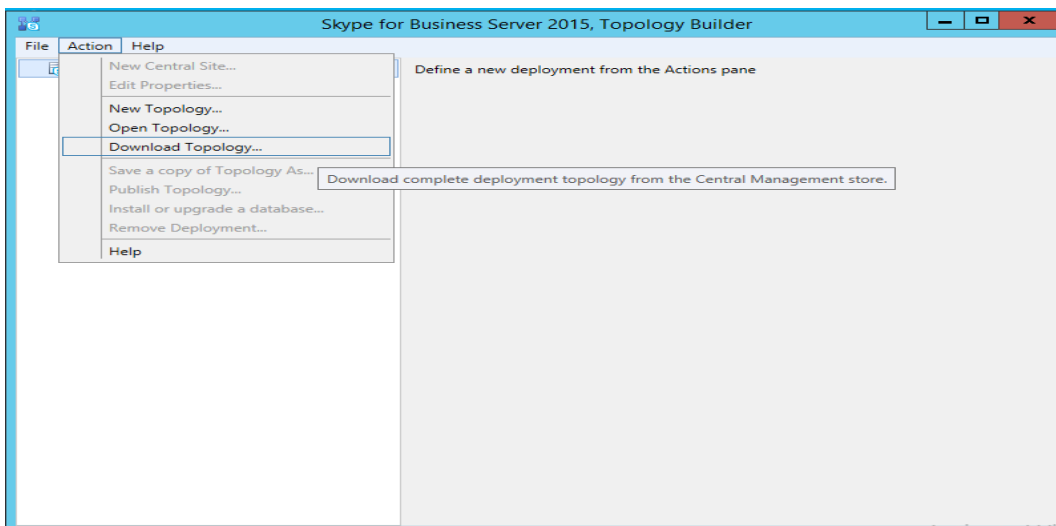 Skype for Business Server 2015, Topology Builder
File Action Help
New Central Site...
Define a new deployment from the Actions pane
Edit Properties...
New Topology...
Open Topology...
Download Topology...
Save a copy of Topology As...
Download complete deployment topology from the Central Management store.
Publish Topology...
Install or upgrade a database...
Remove Deployment...
Help